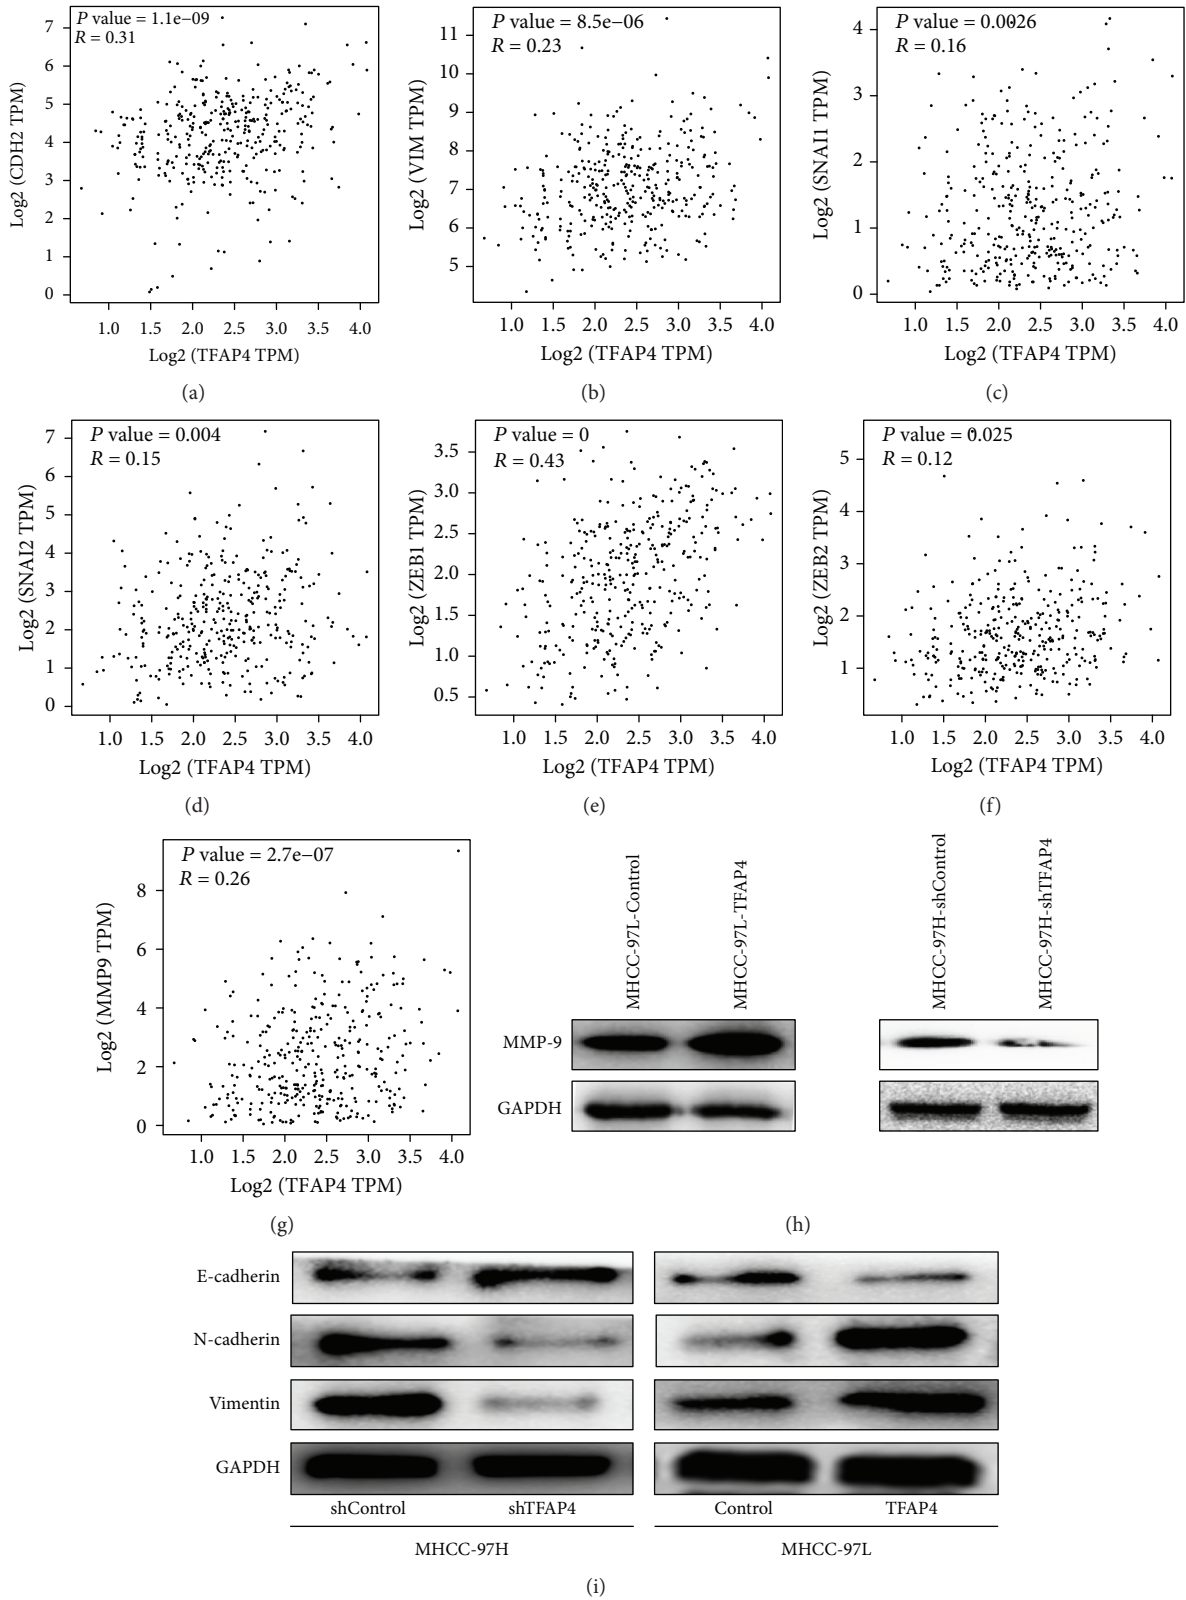 P value = 1.1e−09
R = 0.31
Log2 (CDH2 TPM)
7
6
5
4
3
2
1
0
1.0 1.5 2.0 2.5 3.0 3.5 4.0
Log2 (TFAP4 TPM)
(a)
P value = 8.5e−06
R = 0.23
Log2 (VIM TPM)
11
10
9
8
7
6
5
1.0 1.5 2.0 2.5 3.0 3.5 4.0
Log2 (TFAP4 TPM)
(b)
P value = 0.0026
R = 0.16
Log2 (SNAI1 TPM)
4
3
2
1
0
1.0 1.5 2.0 2.5 3.0 3.5 4.0
Log2 (TFAP4 TPM)
(c)
P value = 0.004
R = 0.15
Log2 (SNAI2 TPM)
7
6
5
4
3
2
1
0
1.0 1.5 2.0 2.5 3.0 3.5 4.0
Log2 (TFAP4 TPM)
(d)
P value = 0
R = 0.43
Log2 (ZEB1 TPM)
3.5
3.0
2.5
2.0
1.5
1.0
0.5
1.0 1.5 2.0 2.5 3.0 3.5 4.0
Log2 (TFAP4 TPM)
(e)
P value = 0.025
R = 0.12
Log2 (ZEB2 TPM)
5
4
3
2
1
1.0 1.5 2.0 2.5 3.0 3.5 4.0
Log2 (TFAP4 TPM)
(f)
P value = 2.7e−07
R = 0.26
Log2 (MMP9 TPM)
8
6
4
2
0
1.0 1.5 2.0 2.5 3.0 3.5 4.0
Log2 (TFAP4 TPM)
(g)
MHCC-97L-Control
MHCC-97L-TFAP4
MHCC-97H-shControl
MHCC-97H-shTFAP4
MMP-9
GAPDH
(h)
E-cadherin
N-cadherin
Vimentin
GAPDH
shControl shTFAP4 Control TFAP4
MHCC-97H MHCC-97L
(i)